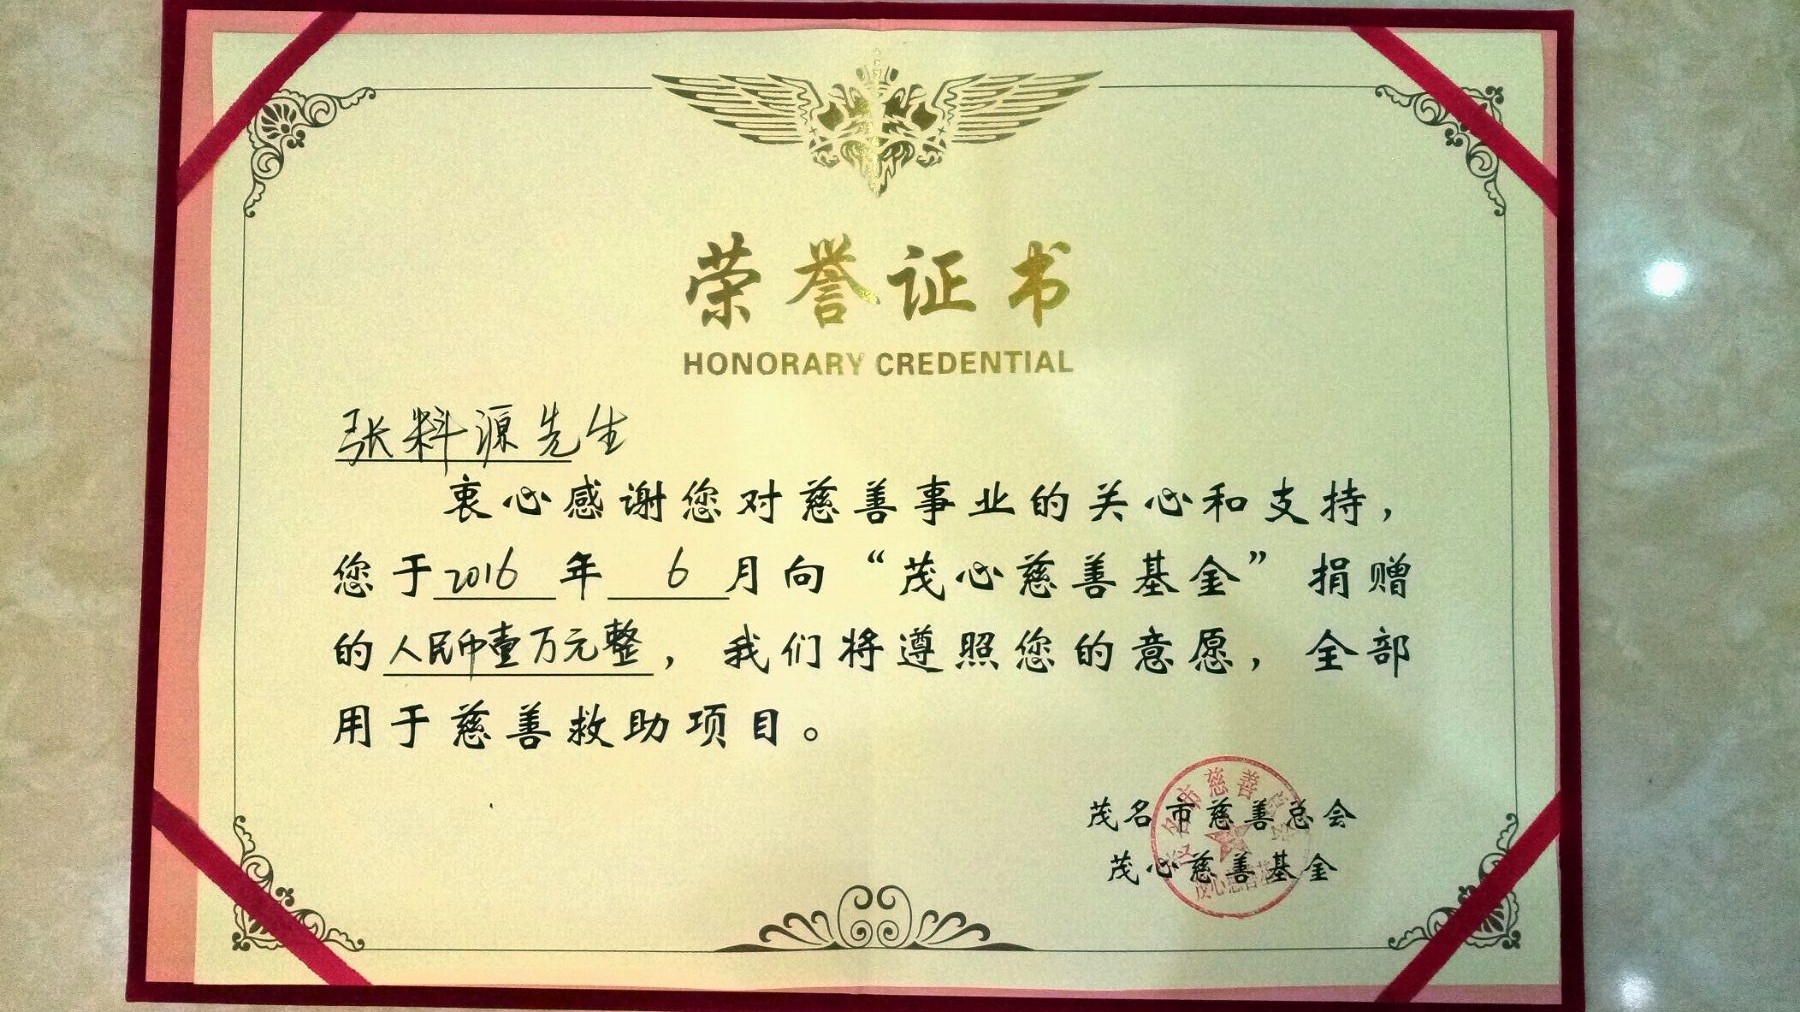 荣誉证书
HONORARY CREDENTIAL
张料源先生
衷心感谢您对慈善事业的关心和支持，
您于2016年6月向“茂心慈善基金”捐赠
的人民币壹万元整，我们将遵照您的意愿，全部
用于慈善救助项目。
茂名市慈善总会
茂心慈善基金